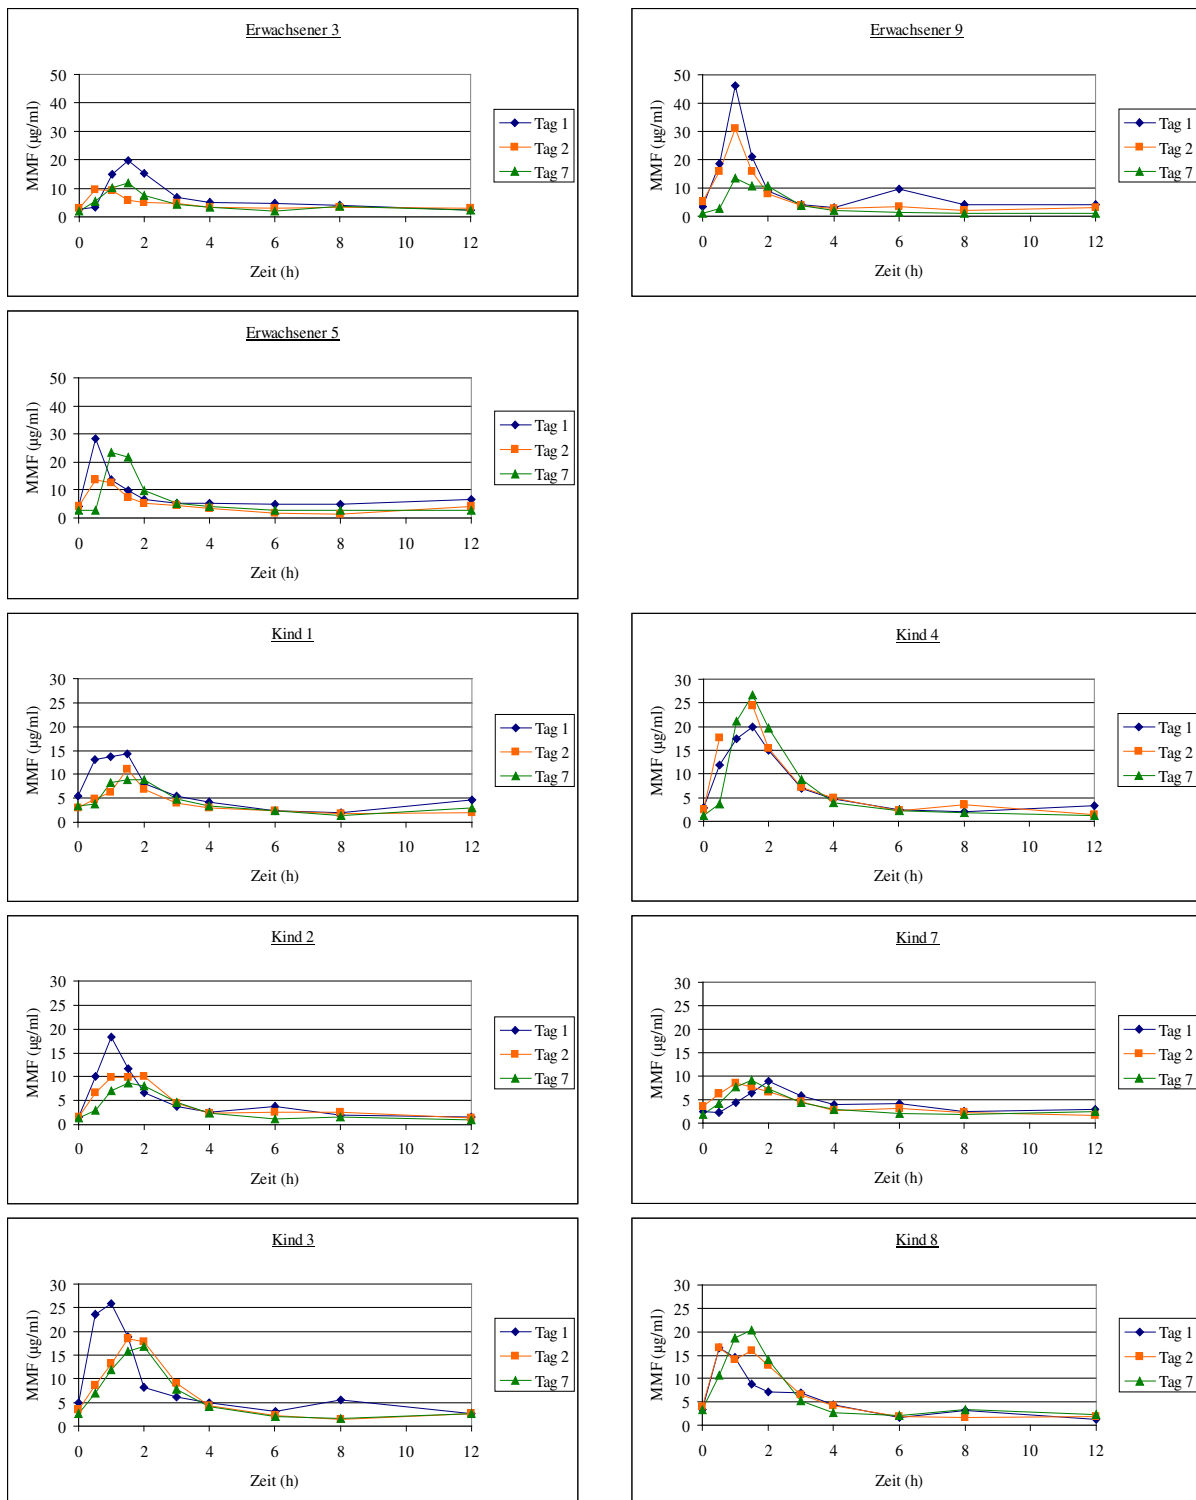 Erwachsener 3
MMF (µg/ml)
50
40
30
20
10
0
0 2 4 6 8 10 12
Zeit (h)
Tag 1
Tag 2
Tag 7
Erwachsener 9
MMF (µg/ml)
50
40
30
20
10
0
0 2 4 6 8 10 12
Zeit (h)
Tag 1
Tag 2
Tag 7
Erwachsener 5
MMF (µg/ml)
50
40
30
20
10
0
0 2 4 6 8 10 12
Zeit (h)
Tag 1
Tag 2
Tag 7
Kind 1
MMF (µg/ml)
30
25
20
15
10
5
0
0 2 4 6 8 10 12
Zeit (h)
Tag 1
Tag 2
Tag 7
Kind 4
MMF (µg/ml)
30
25
20
15
10
5
0
0 2 4 6 8 10 12
Zeit (h)
Tag 1
Tag 2
Tag 7
Kind 2
MMF (µg/ml)
30
25
20
15
10
5
0
0 2 4 6 8 10 12
Zeit (h)
Tag 1
Tag 2
Tag 7
Kind 7
MMF (µg/ml)
30
25
20
15
10
5
0
0 2 4 6 8 10 12
Zeit (h)
Tag 1
Tag 2
Tag 7
Kind 3
MMF (µg/ml)
30
25
20
15
10
5
0
0 2 4 6 8 10 12
Zeit (h)
Tag 1
Tag 2
Tag 7
Kind 8
MMF (µg/ml)
30
25
20
15
10
5
0
0 2 4 6 8 10 12
Zeit (h)
Tag 1
Tag 2
Tag 7